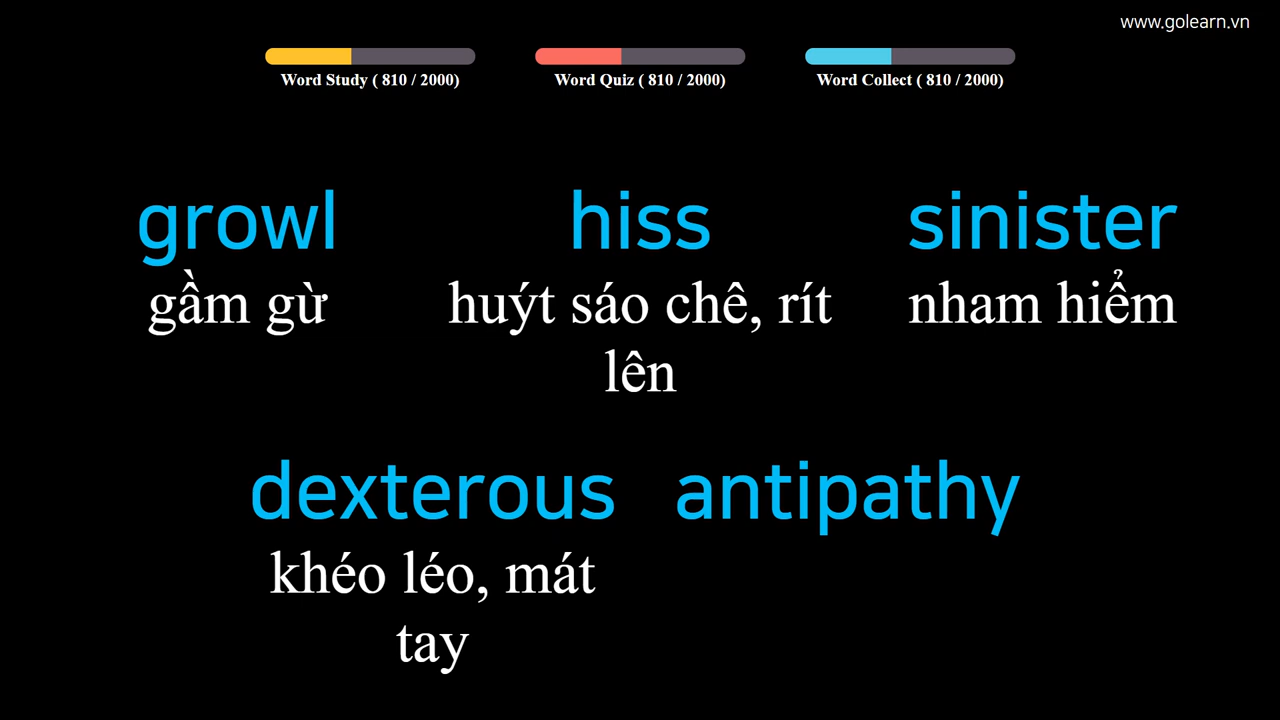 www.golearn.vn
Word Study ( 810 / 2000)
Word Quiz ( 810 / 2000)
Word Collect ( 810 / 2000)
growl
gầm gừ
hiss
huýt sáo chê, rít
lên
sinister
nham hiểm
dexterous
khéo léo, mát
tay
antipathy